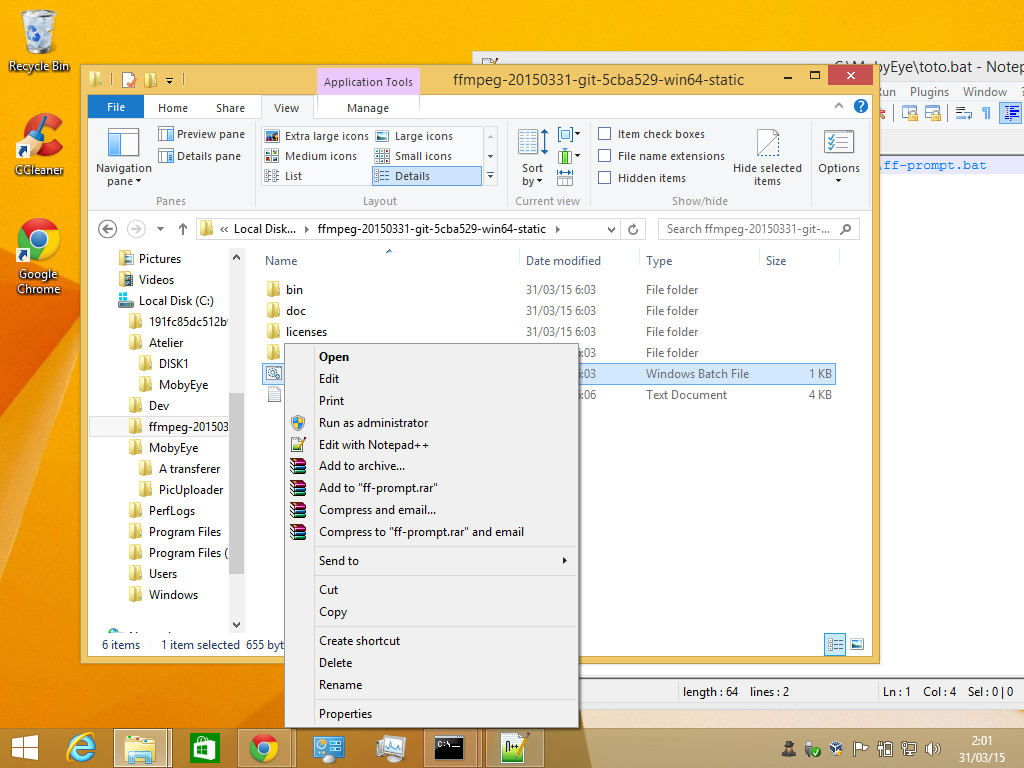 Recycle Bin
CCleaner
Google
Chrome
C:\MobyEye\toto.bat - Notep
Run Plugins Window ?
\ff-prompt.bat
Application Tools
ffmpeg-20150331-git-5cba529-win64-static
File Home Share View Manage
Navigation
pane
Preview pane
Details pane
Panes
Extra large icons Large icons
Medium icons Small icons
List Details
Layout
Sort
by
Current view
Item check boxes
File name extensions
Hidden items
Hide selected
items
Show/hide
Options
« Local Disk... ffmpeg-20150331-git-5cba529-win64-static
Search ffmpeg-20150331-git-...
Pictures
Videos
Local Disk (C:)
191fc85dc512b
Atelier
DISK1
MobyEye
Dev
ffmpeg-201503
MobyEye
A transferer
PicUploader
PerfLogs
Program Files
Program Files (
Users
Windows
Name Date modified Type Size
bin 31/03/15 6:03 File folder
doc 31/03/15 6:03 File folder
licenses 31/03/15 6:03 File folder
:03 File folder
:03 Windows Batch File 1 KB
:06 Text Document 4 KB
Open
Edit
Print
Run as administrator
Edit with Notepad++
Add to archive...
Add to "ff-prompt.rar"
Compress and email...
Compress to "ff-prompt.rar" and email
Send to
Cut
Copy
Create shortcut
Delete
Rename
Properties
6 items 1 item selected 655 byt
length : 64 lines : 2 Ln : 1 Col : 4 Sel : 0 | 0
2:01
31/03/15